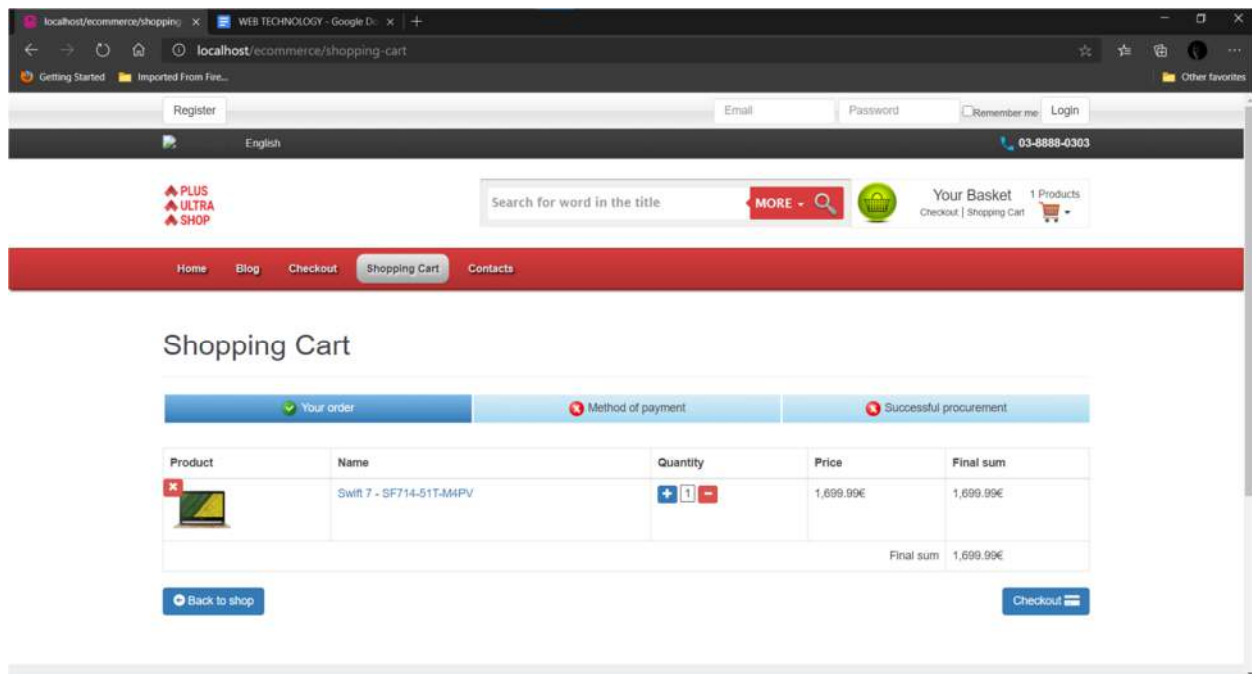 localhost/ecommerce/shopping
WEB TECHNOLOGY - Google Do
localhost/ecommerce/shopping-cart
Getting Started Imported From Fire... Other favorites
Register Email Password Remember me Login
English 03-8888-0303
PLUS
ULTRA
SHOP
Search for word in the title MORE
Your Basket 1 Products
Checkout | Shopping Cart
Home Blog Checkout Shopping Cart Contacts
Shopping Cart
Your order Method of payment Successful procurement
Product Name Quantity Price Final sum
Swift 7 - SF714-51T-M4PV 1 1,699.99€ 1,699.99€
Final sum 1,699.99€
Back to shop Checkout